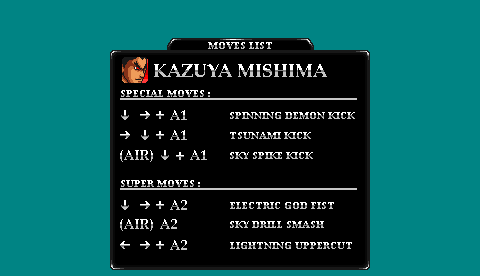 MOVES LIST
KAZUYA MISHIMA
SPECIAL MOVES :
↓ → + A1 SPINNING DEMON KICK
→ ↓ + A1 TSUNAMI KICK
(AIR) ↓ + A1 SKY SPIKE KICK
SUPER MOVES :
↓ → + A2 ELECTRIC GOD FIST
(AIR) A2 SKY DRILL SMASH
← → + A2 LIGHTNING UPPERCUT